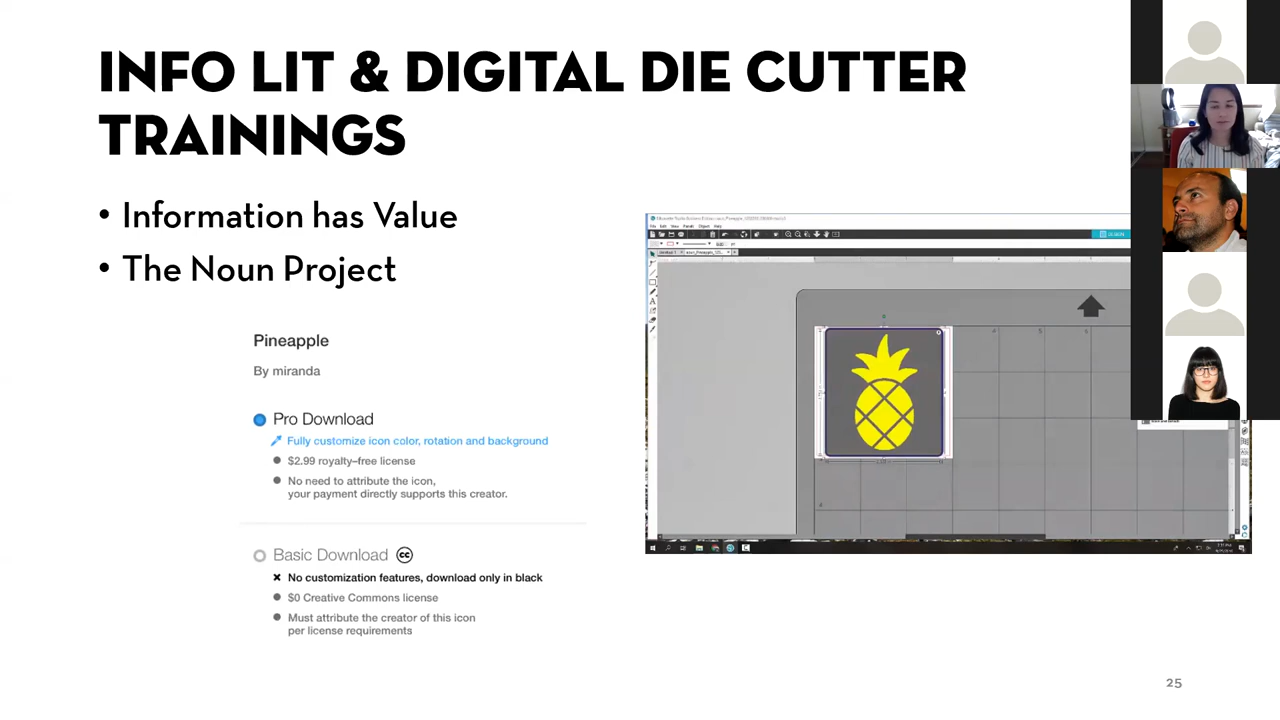 INFO LIT & DIGITAL DIE CUTTER
TRAININGS
• Information has Value
• The Noun Project
Pineapple
By miranda
Pro Download
Fully customize icon color, rotation and background
$2.99 royalty-free license
No need to attribute the icon,
your payment directly supports this creator.
Basic Download cc
No customization features, download only in black
$0 Creative Commons license
Must attribute the creator of this icon
per license requirements
25